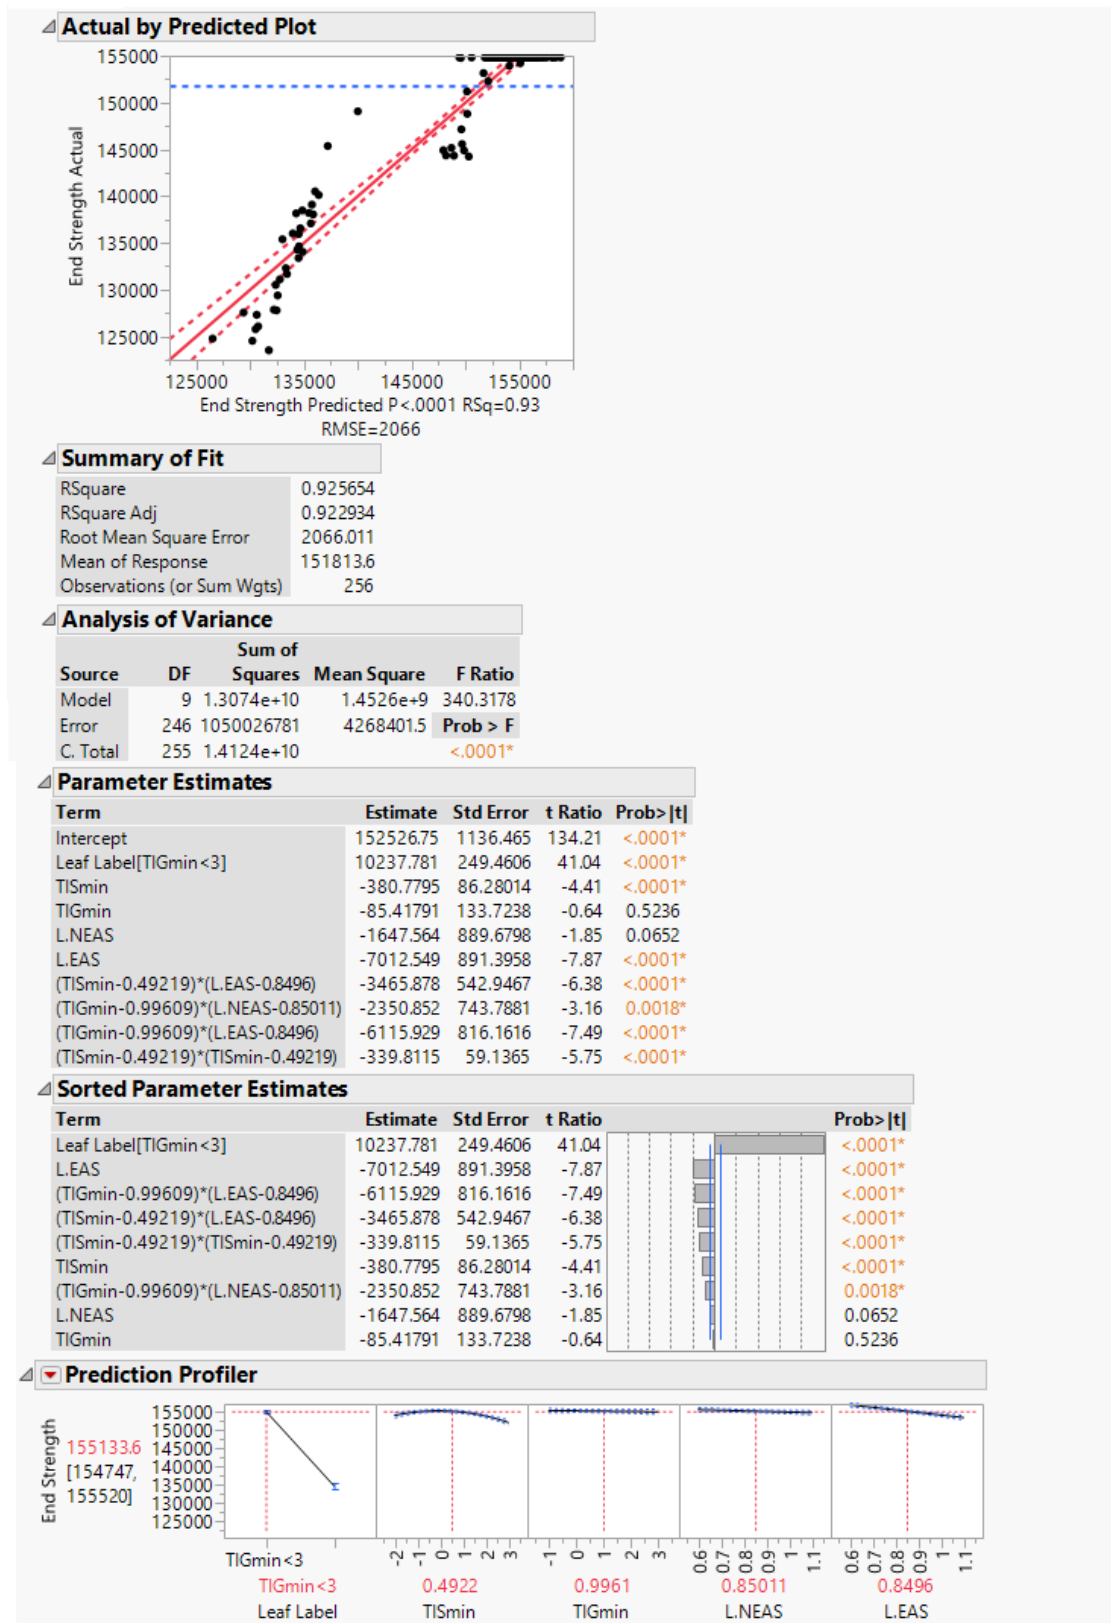 Actual by Predicted Plot
155000
150000
145000
140000
135000
130000
125000
End Strength Actual
125000 135000 145000 155000
End Strength Predicted P<.0001 RSq=0.93
RMSE=2066
Summary of Fit
RSquare 0.925654
RSquare Adj 0.922934
Root Mean Square Error 2066.011
Mean of Response 151813.6
Observations (or Sum Wgts) 256
Analysis of Variance
Sum of
Source DF Squares Mean Square F Ratio
Model 9 1.3074e+10 1.4526e+9 340.3178
Error 246 1050026781 4268401.5 Prob > F
C. Total 255 1.4124e+10 <.0001*
Parameter Estimates
Term Estimate Std Error t Ratio Prob>|t|
Intercept 152526.75 1136.465 134.21 <.0001*
Leaf Label[TIGmin<3] 10237.781 249.4606 41.04 <.0001*
TISmin -380.7795 86.28014 -4.41 <.0001*
TIGmin -85.41791 133.7238 -0.64 0.5236
L.NEAS -1647.564 889.6798 -1.85 0.0652
L.EAS -7012.549 891.3958 -7.87 <.0001*
(TISmin-0.49219)*(L.EAS-0.8496) -3465.878 542.9467 -6.38 <.0001*
(TIGmin-0.99609)*(L.NEAS-0.85011) -2350.852 743.7881 -3.16 0.0018*
(TIGmin-0.99609)*(L.EAS-0.8496) -6115.929 816.1616 -7.49 <.0001*
(TISmin-0.49219)*(TISmin-0.49219) -339.8115 59.1365 -5.75 <.0001*
Sorted Parameter Estimates
Term Estimate Std Error t Ratio Prob>|t|
Leaf Label[TIGmin<3] 10237.781 249.4606 41.04 <.0001*
L.EAS -7012.549 891.3958 -7.87 <.0001*
(TIGmin-0.99609)*(L.EAS-0.8496) -6115.929 816.1616 -7.49 <.0001*
(TISmin-0.49219)*(L.EAS-0.8496) -3465.878 542.9467 -6.38 <.0001*
(TISmin-0.49219)*(TISmin-0.49219) -339.8115 59.1365 -5.75 <.0001*
TISmin -380.7795 86.28014 -4.41 <.0001*
(TIGmin-0.99609)*(L.NEAS-0.85011) -2350.852 743.7881 -3.16 0.0018*
L.NEAS -1647.564 889.6798 -1.85 0.0652
TIGmin -85.41791 133.7238 -0.64 0.5236
Prediction Profiler
End Strength
155133.6
[154747,
155520]
155000
150000
145000
140000
135000
130000
125000
TIGmin<3 -2 -1 0 1 2 3 -1 0 1 2 3 0.6 0.7 0.8 0.9 1 1.1 0.6 0.7 0.8 0.9 1 1.1
TIGmin<3 0.4922 0.9961 0.85011 0.8496
Leaf Label TISmin TIGmin L.NEAS L.EAS